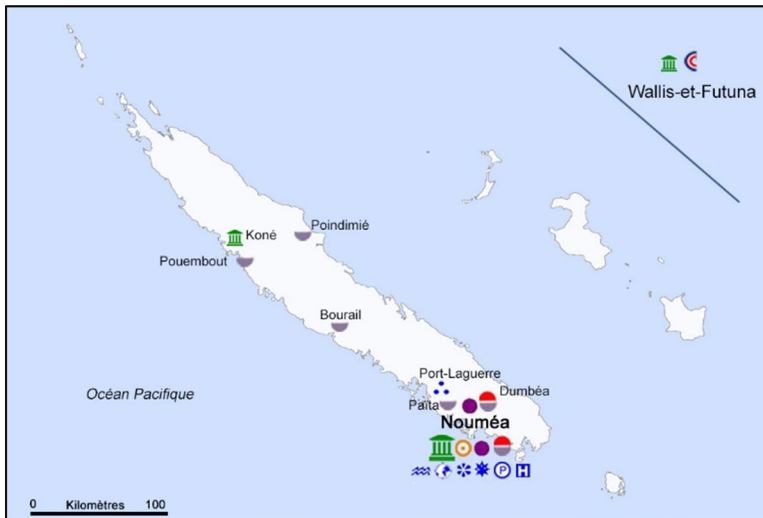 Wallis-et-Futuna
Poindimié
Koné
Pouembout
Bourail
Port-Laguerre
Océan Pacifique
Dumbéa
Païta
Nouméa
P
H
0 Kilomètres 100